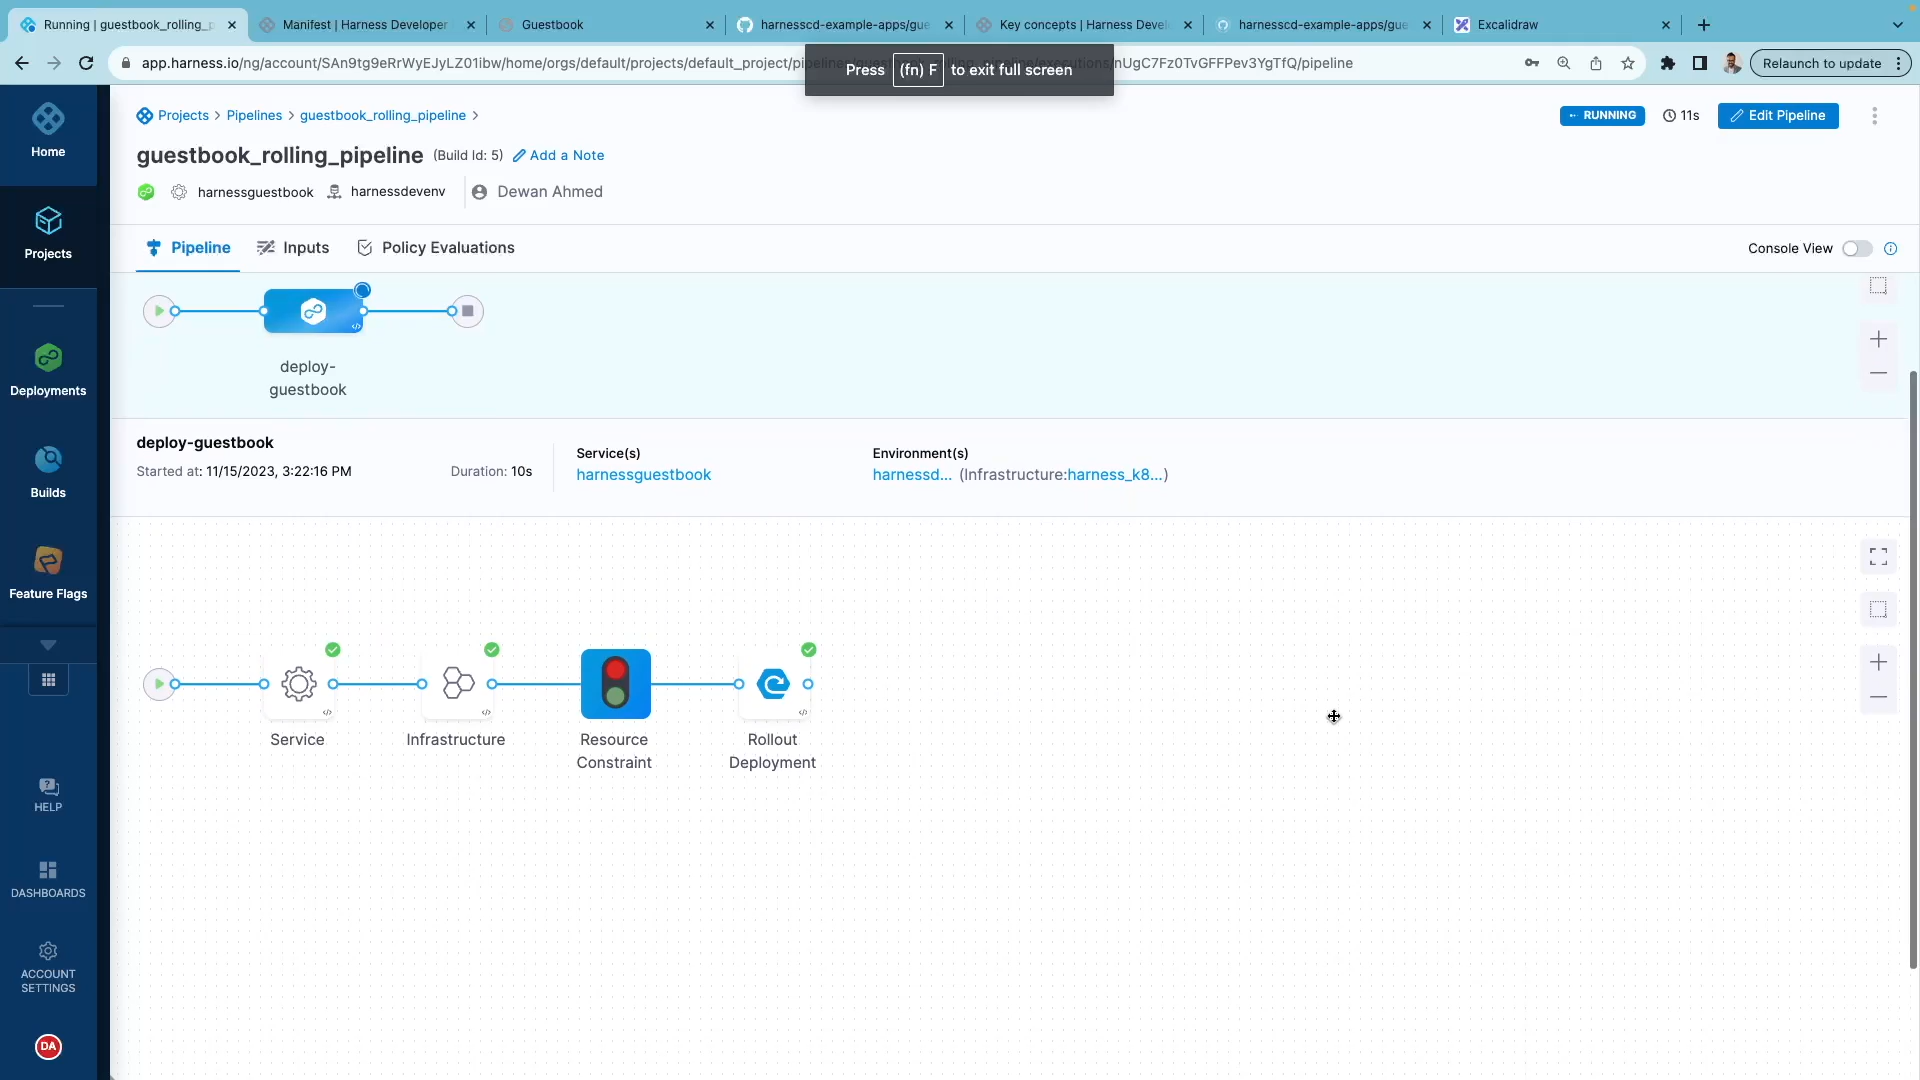 Running | guestbook_rolling_p
Manifest | Harness Developer
Guestbook
harnesscd-example-apps/gue
Key concepts | Harness Devel
harnesscd-example-apps/gue
Excalidraw
app.harness.io/ng/account/SAn9tg9eRrWyEJyLZ01ibw/home/orgs/default/projects/default_project/
nUgC7Fz0TvGFFPev3YgTfQ/pipeline
Relaunch to update
Press (fn) F to exit full screen
Projects > Pipelines > guestbook_rolling_pipeline >
RUNNING
11s
Edit Pipeline
guestbook_rolling_pipeline (Build Id: 5) Add a Note
harnessguestbook harnessdevenv Dewan Ahmed
Pipeline Inputs Policy Evaluations
Console View
Home
Projects
Deployments
Builds
Feature Flags
HELP
DASHBOARDS
ACCOUNT
SETTINGS
DA
deploy-
guestbook
deploy-guestbook
Started at: 11/15/2023, 3:22:16 PM
Duration: 10s
Service(s)
harnessguestbook
Environment(s)
harnessd... (Infrastructure:harness_k8...)
Service
Infrastructure
Resource
Constraint
Rollout
Deployment